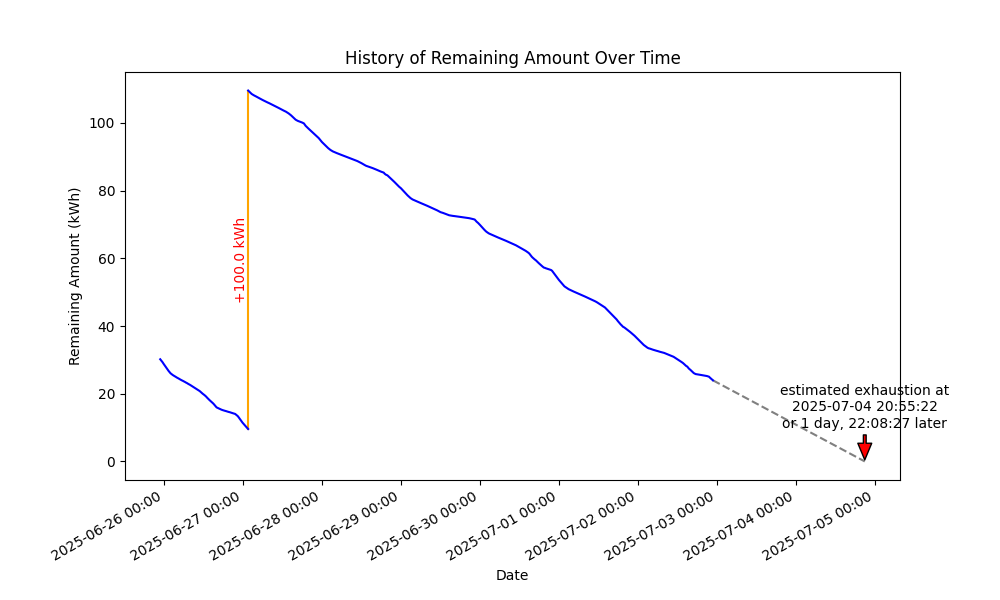 History of Remaining Amount Over Time
Remaining Amount (kWh)
100
80
60
40
20
0
+100.0 kWh
estimated exhaustion at
2025-07-04 20:55:22
or 1 day, 22:08:27 later
2025-06-26 00:00
2025-06-27 00:00
2025-06-28 00:00
2025-06-29 00:00
2025-06-30 00:00
2025-07-01 00:00
2025-07-02 00:00
2025-07-03 00:00
2025-07-04 00:00
2025-07-05 00:00
Date